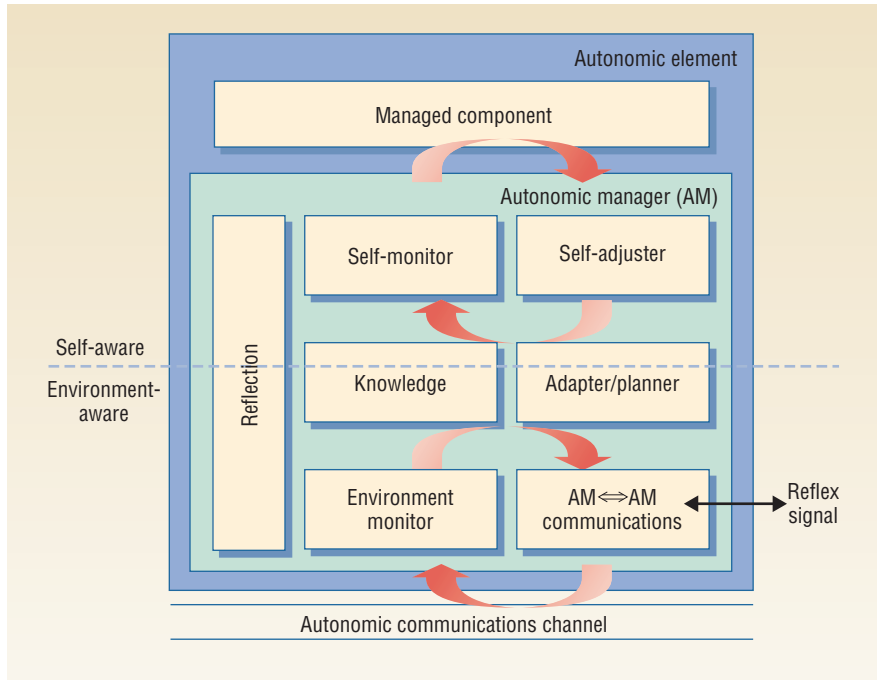 Autonomic element
Managed component
Autonomic manager (AM)
Self-monitor
Self-adjuster
Reflection
Self-aware
Environment-
aware
Knowledge
Adapter/planner
Environment
monitor
AM⇔AM
communications
Reflex
signal
Autonomic communications channel